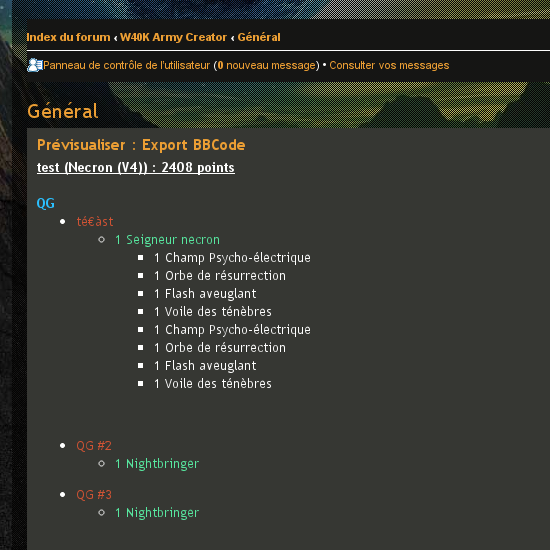 Index du forum ‹ W40K Army Creator ‹ Général
Panneau de contrôle de l'utilisateur (0 nouveau message) • Consulter vos messages
Général
Prévisualiser : Export BBCode
test (Necron (V4)) : 2408 points
QG
té€àst
1 Seigneur necron
1 Champ Psycho-électrique
1 Orbe de résurrection
1 Flash aveuglant
1 Voile des ténèbres
1 Champ Psycho-électrique
1 Orbe de résurrection
1 Flash aveuglant
1 Voile des ténèbres
QG #2
1 Nightbringer
QG #3
1 Nightbringer